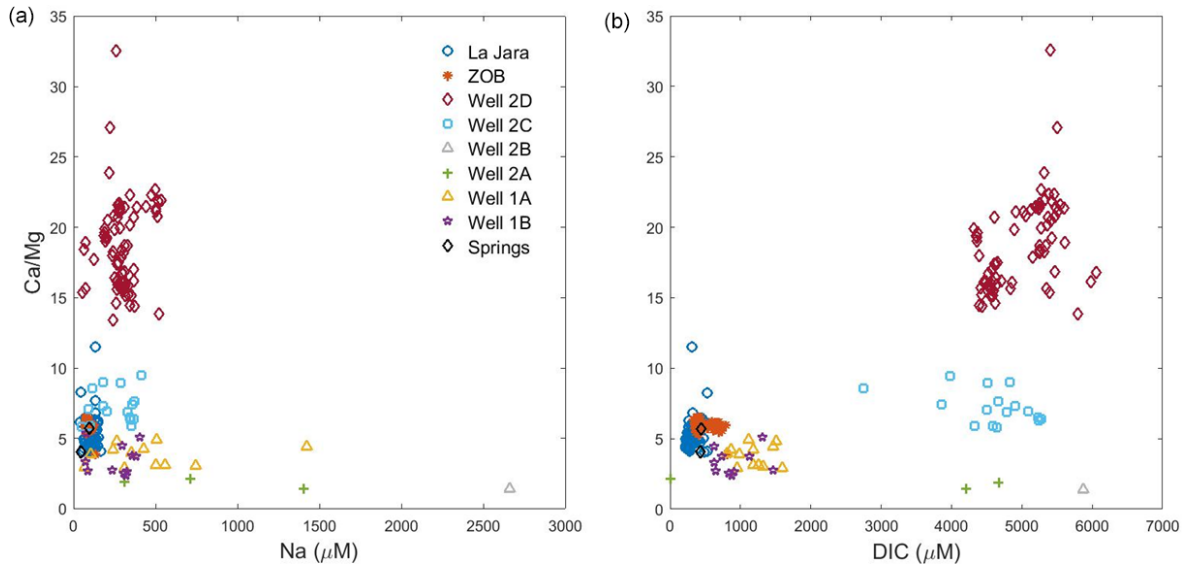 (a)
35
30
25
20
15
10
5
0
Ca/Mg
0 500 1000 1500 2000 2500 3000
Na (μM)
La Jara
ZOB
Well 2D
Well 2C
Well 2B
Well 2A
Well 1A
Well 1B
Springs
(b)
35
30
25
20
15
10
5
0
0 1000 2000 3000 4000 5000 6000 7000
DIC (μM)